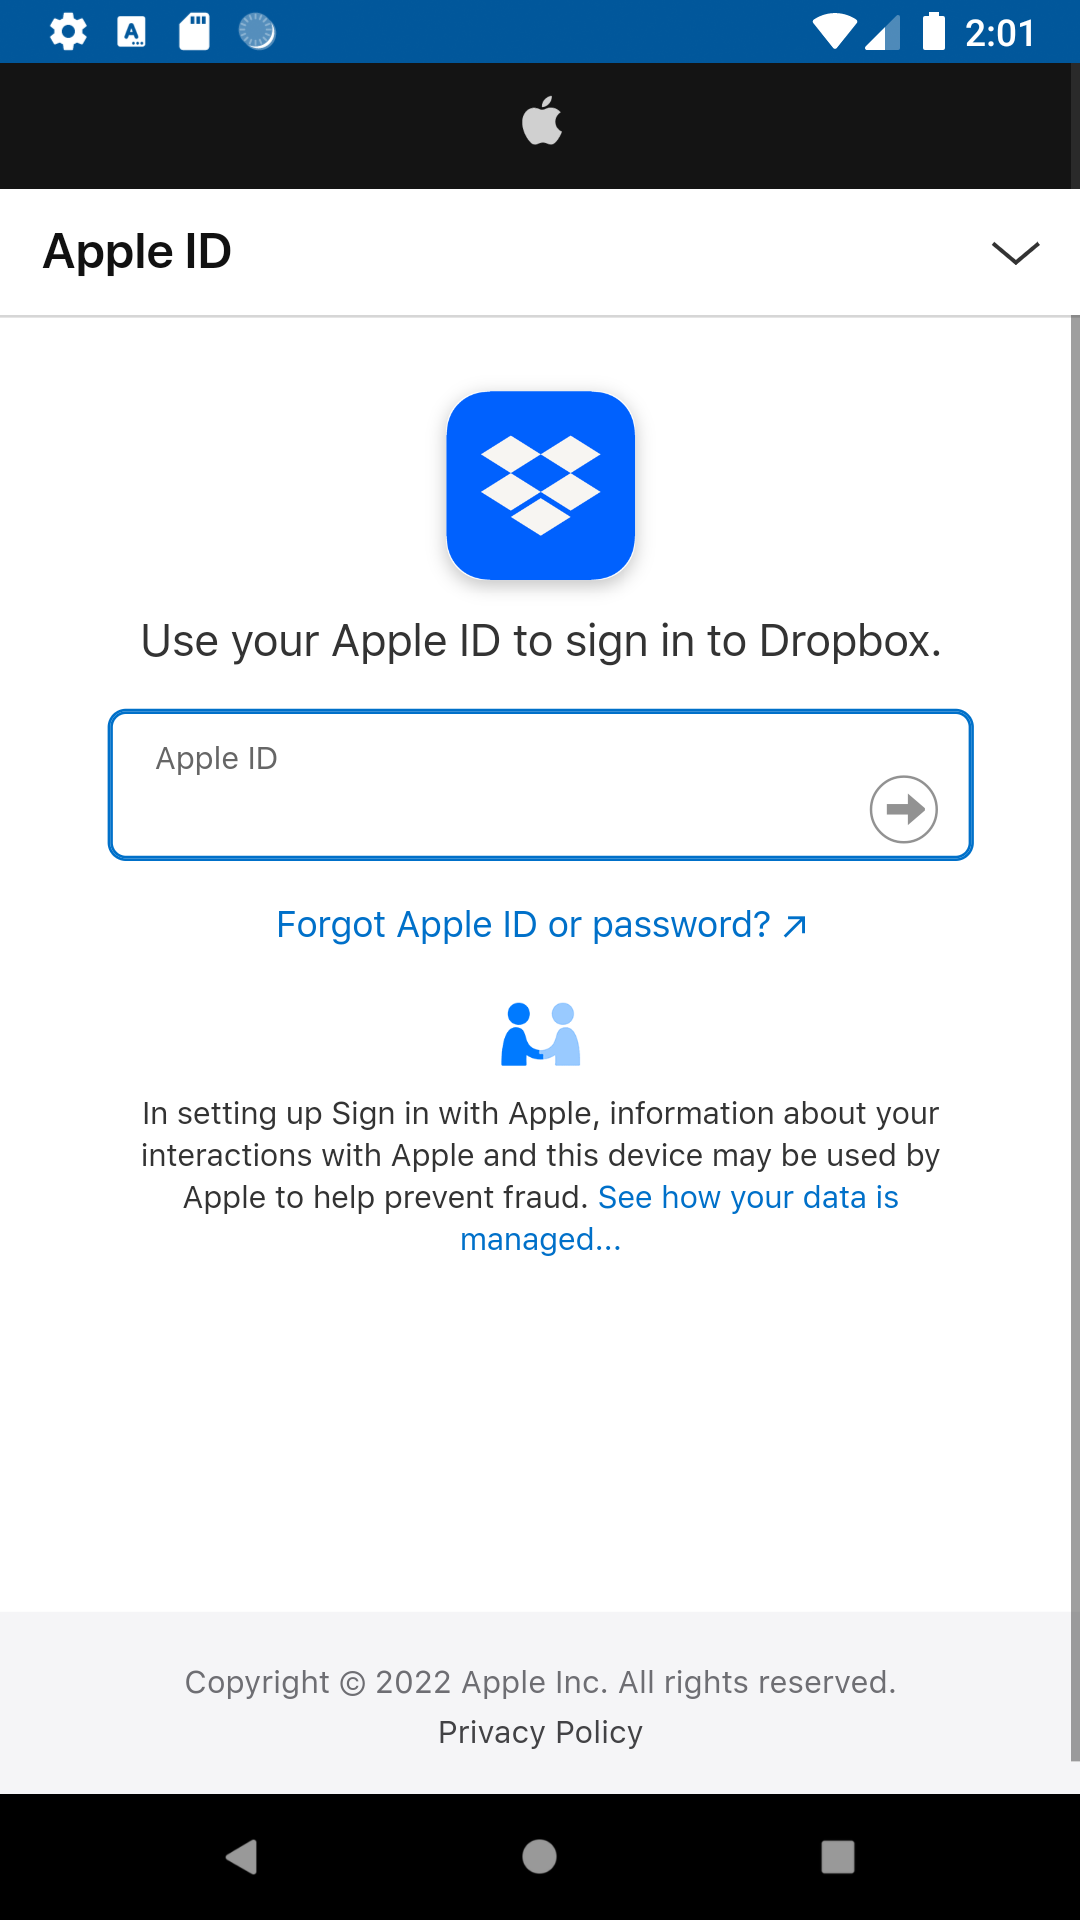 2:01
Apple ID
Use your Apple ID to sign in to Dropbox.
Apple ID
Forgot Apple ID or password?
In setting up Sign in with Apple, information about your
interactions with Apple and this device may be used by
Apple to help prevent fraud. See how your data is
managed...
Copyright © 2022 Apple Inc. All rights reserved.
Privacy Policy